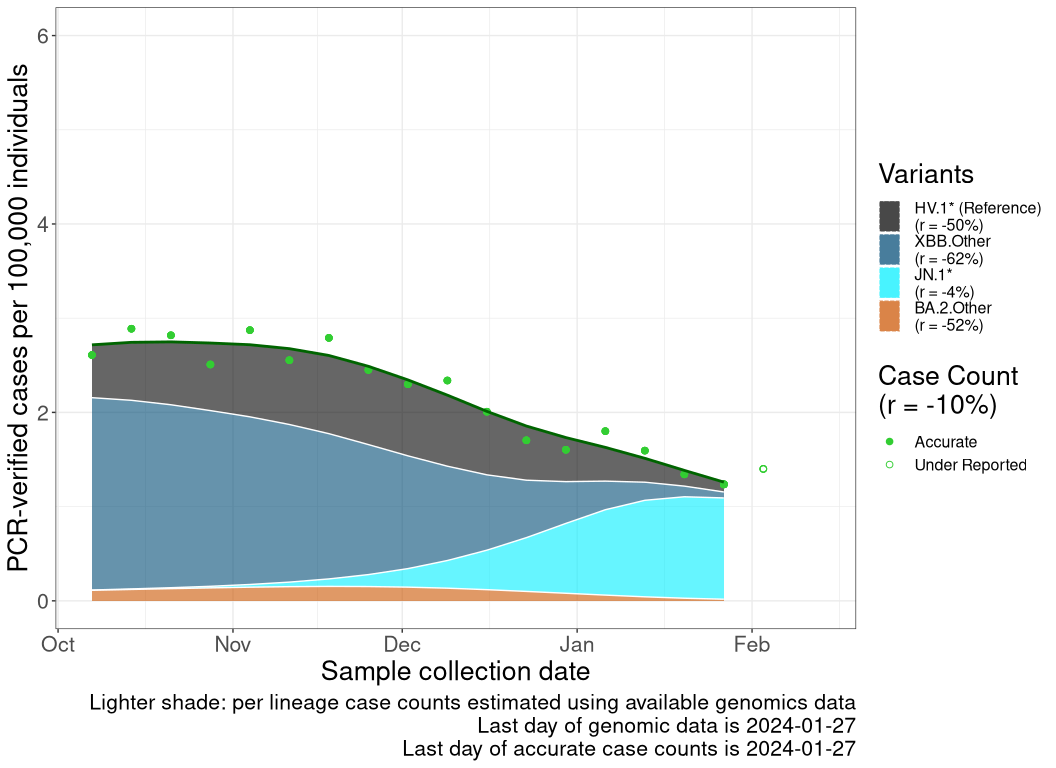 PCR-verified cases per 100,000 individuals
6
4
2
0
Oct
Nov
Dec
Jan
Feb
Sample collection date
Lighter shade: per lineage case counts estimated using available genomics data
Last day of genomic data is 2024-01-27
Last day of accurate case counts is 2024-01-27
Variants
HV.1* (Reference)
(r = -50%)
XBB.Other
(r = -62%)
JN.1*
(r = -4%)
BA.2.Other
(r = -52%)
Case Count
(r = -10%)
Accurate
Under Reported